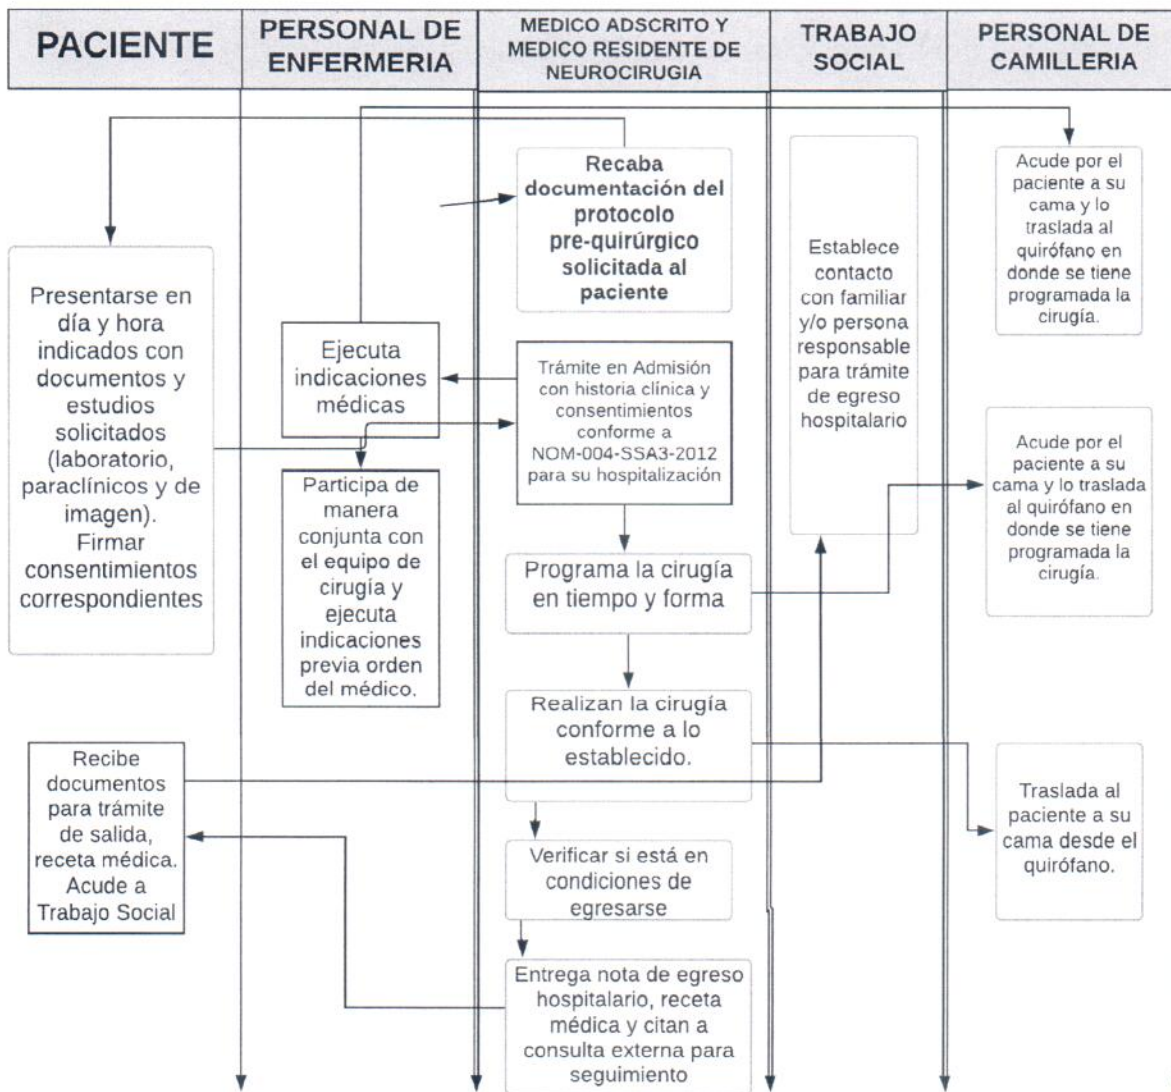 PACIENTE
PERSONAL DE
ENFERMERIA
MEDICO ADSCRITO Y
MEDICO RESIDENTE DE
NEUROCIRUGIA
TRABAJO
SOCIAL
PERSONAL DE
CAMILLERIA
Presentarse en
día y hora
indicados con
documentos y
estudios
solicitados
(laboratorio,
paraclínicos y de
imagen).
Firmar
consentimientos
correspondientes
Recibe
documentos
para trámite
de salida,
receta médica.
Acude a
Trabajo Social
Ejecuta
indicaciones
médicas
Participa de
manera
conjunta con
el equipo de
cirugía y
ejecuta
indicaciones
previa orden
del médico.
Recaba
documentación del
protocolo
pre-quirúrgico
solicitada al
paciente
Trámite en Admisión
con historia clínica y
consentimientos
conforme a
NOM-004-SSA3-2012
para su hospitalización
Programa la cirugía
en tiempo y forma
Realizan la cirugía
conforme a lo
establecido.
Verificar si está en
condiciones de
egresarse
Entrega nota de egreso
hospitalario, receta
médica y citan a
consulta externa para
seguimiento
Establece
contacto
con familiar
y/o persona
responsable
para trámite
de egreso
hospitalario
Acude por el
paciente a su
cama y lo
traslada al
quirófano en
donde se tiene
programada la
cirugía.
Acude por el
paciente a su
cama y lo traslada
al quirófano en
donde se tiene
programada la
cirugía.
Traslada al
paciente a su
cama desde el
quirófano.